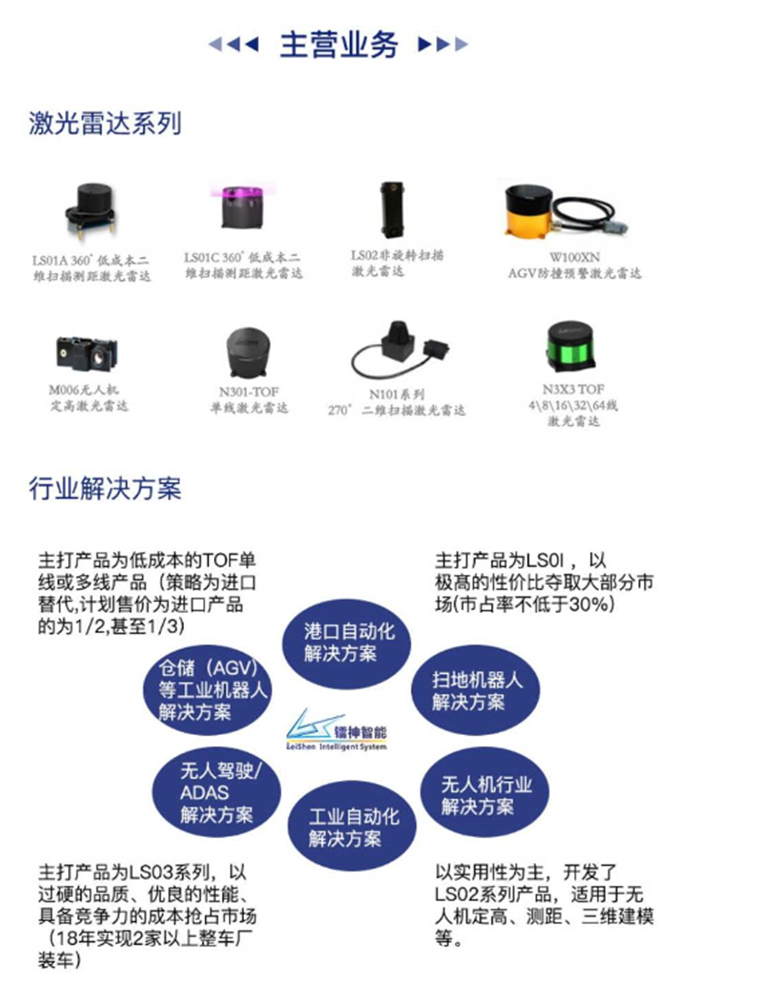 主营业务
激光雷达系列
LS01A 360° 低成本二
维扫描测距激光雷达
LS01C 360° 低成本二
维扫描测距激光雷达
LS02非旋转扫描
激光雷达
W100XN
AGV防撞预警激光雷达
M006无人机
定高激光雷达
N301-TOF
单线激光雷达
N101系列
270° 二维扫描激光雷达
N3X3 TOF
4\8\16\32\64线
激光雷达
行业解决方案
主打产品为低成本的TOF单
线或多线产品（策略为进口
替代,计划售价为进口产品
的为1/2,甚至1/3)
主打产品为LS0I ，以
极高的性价比夺取大部分市
场(市占率不低于30%)
港口自动化
解决方案
仓储（AGV）
等工业机器人
解决方案
扫地机器人
解决方案
镭神智能
LeiShen Intelligent System
无人驾驶/
ADAS
解决方案
无人机行业
解决方案
工业自动化
解决方案
主打产品为LS03系列，以
过硬的品质、优良的性能、
具备竞争力的成本抢占市场
（18年实现2家以上整车厂
装车)
以实用性为主，开发了
LS02系列产品，适用于无
人机定高、测距、三维建模
等。